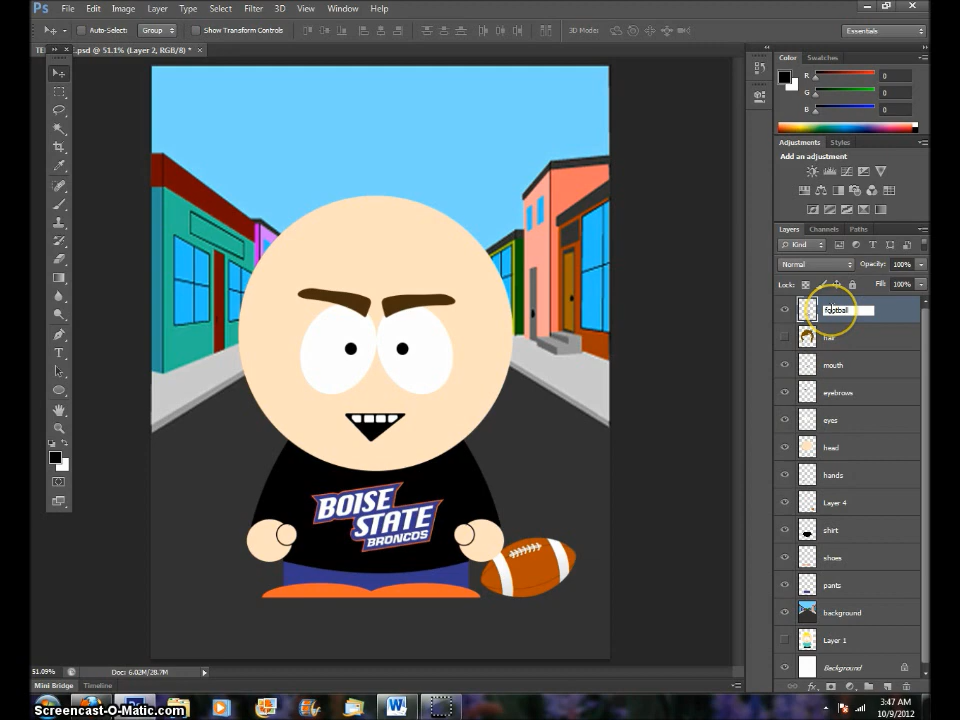 Ps File Edit Image Layer Type Select Filter 3D View Window Help
Auto-Select: Group Show Transform Controls 3D Mode: Essentials
.psd @ 51.1% (Layer 2, RGB/8) * ×
Color Swatches
R 0
G 0
B 0
Adjustments Styles
Add an adjustment
Layers Channels Paths
Kind
Normal Opacity: 100%
Lock: Fill: 100%
football
hair
mouth
eyebrows
eyes
head
hands
Layer 4
shirt
shoes
pants
background
Layer 1
Background
BOISE
STATE
BRONCOS
51.09% Doc: 6.02M/28.7M
Mini Bridge Timeline
Screencast-O-Matic.com
3:47 AM
10/9/2012